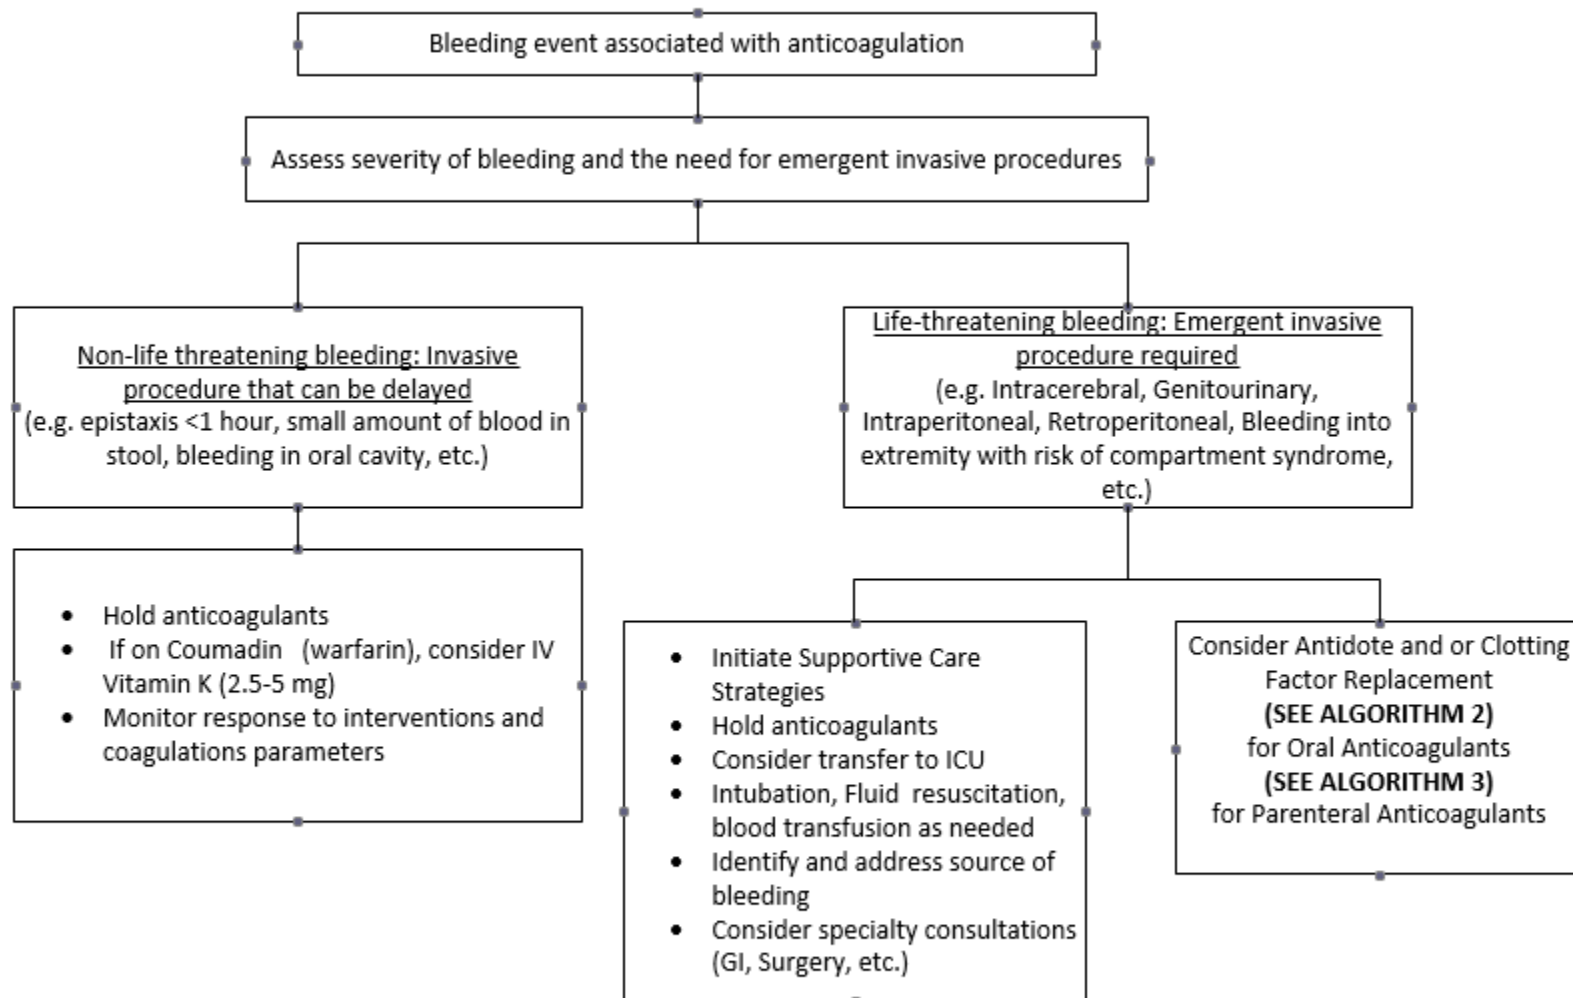 Bleeding event associated with anticoagulation
Assess severity of bleeding and the need for emergent invasive procedures
Non-life threatening bleeding: Invasive
procedure that can be delayed
(e.g. epistaxis <1 hour, small amount of blood in
stool, bleeding in oral cavity, etc.)
• Hold anticoagulants
• If on Coumadin (warfarin), consider IV
Vitamin K (2.5-5 mg)
• Monitor response to interventions and
coagulations parameters
Life-threatening bleeding: Emergent invasive
procedure required
(e.g. Intracerebral, Genitourinary,
Intraperitoneal, Retroperitoneal, Bleeding into
extremity with risk of compartment syndrome,
etc.)
• Initiate Supportive Care
Strategies
• Hold anticoagulants
• Consider transfer to ICU
• Intubation, Fluid resuscitation,
blood transfusion as needed
• Identify and address source of
bleeding
• Consider specialty consultations
(GI, Surgery, etc.)
Consider Antidote and or Clotting
Factor Replacement
(SEE ALGORITHM 2)
for Oral Anticoagulants
(SEE ALGORITHM 3)
for Parenteral Anticoagulants